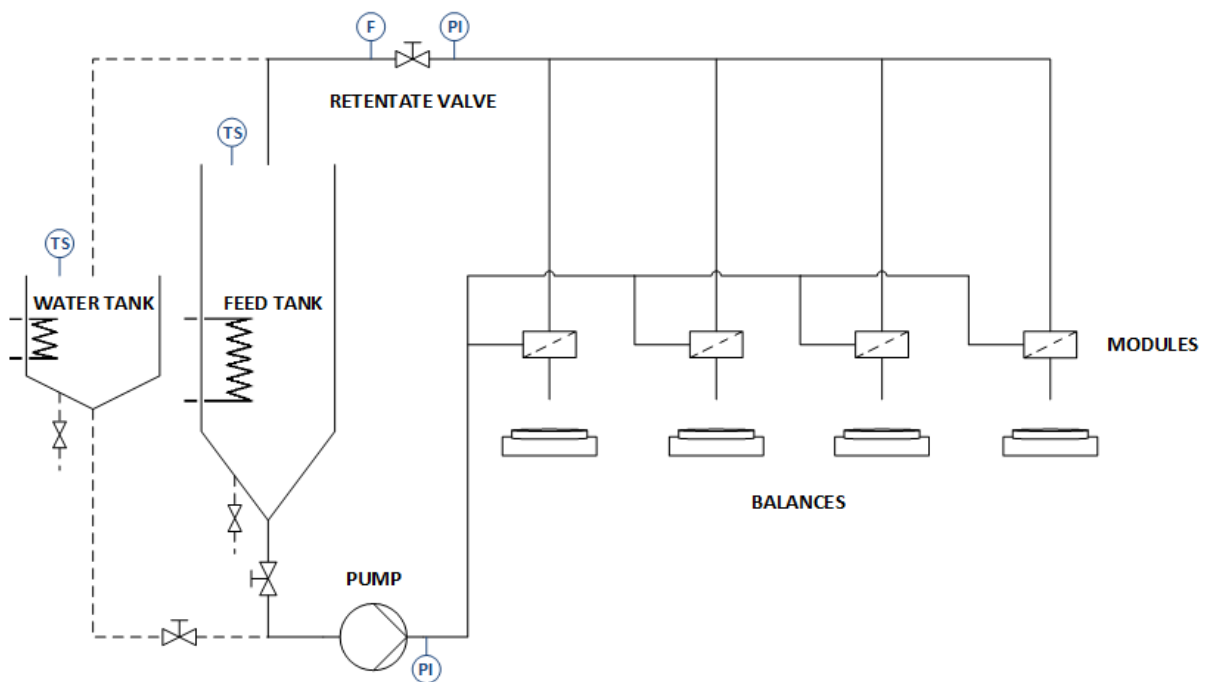 F
PI
RETENTATE VALVE
TS
TS
WATER TANK
FEED TANK
MODULES
BALANCES
PUMP
PI